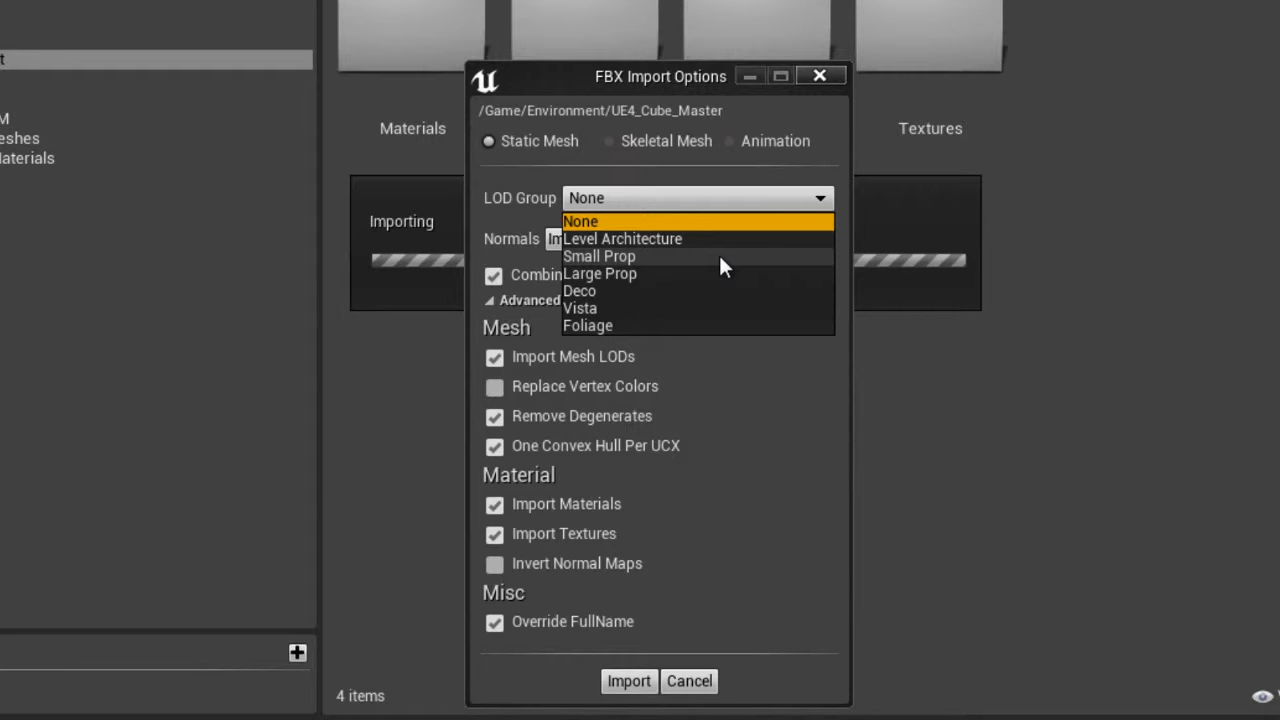 FBX Import Options
/Game/Environment/UE4_Cube_Master
Static Mesh Skeletal Mesh Animation
LOD Group None
None
Level Architecture
Small Prop
Large Prop
Deco
Vista
Foliage
Normals Im
Combin
Advanced
Mesh
Import Mesh LODs
Replace Vertex Colors
Remove Degenerates
One Convex Hull Per UCX
Material
Import Materials
Import Textures
Invert Normal Maps
Misc
Override FullName
Import Cancel
Materials
Textures
Importing
4 items
t
M
eshes
laterials